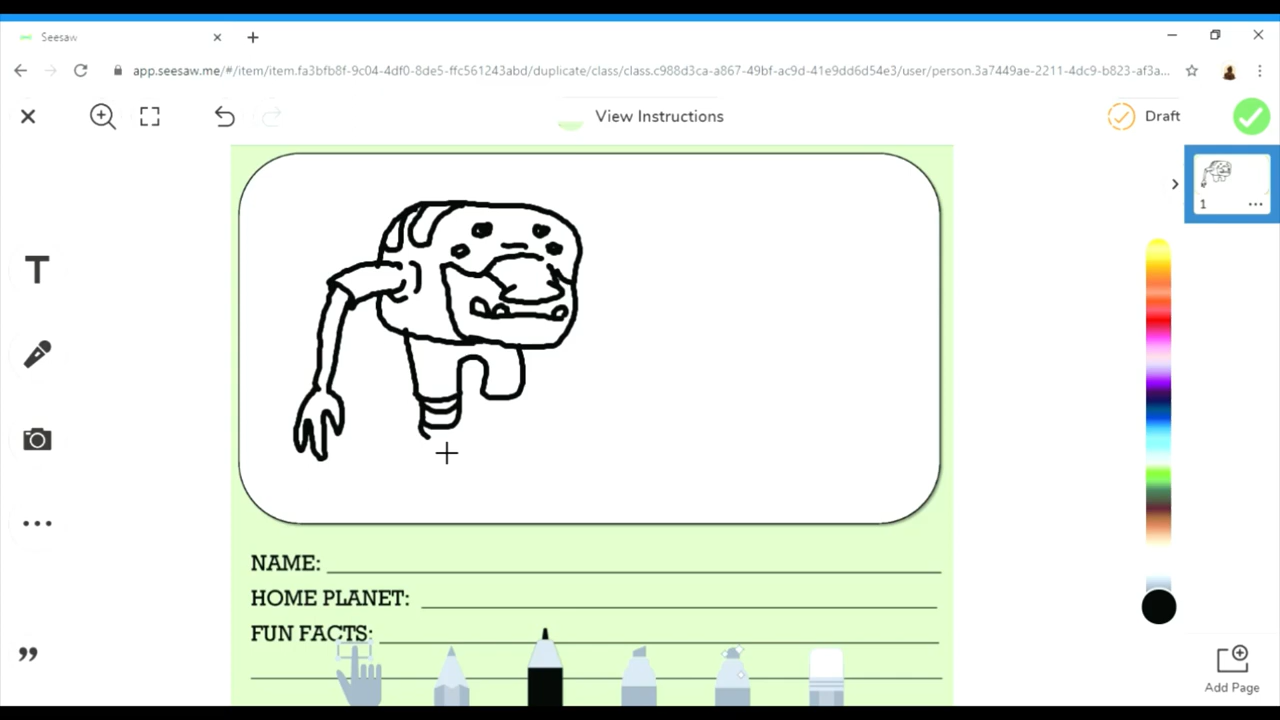 Seesaw
app.seesaw.me/#/item/item.fa3bfb8f-9c04-4df0-8de5-ffc561243abd/duplicate/class/class.c988d3ca-a867-49bf-ac9d-41e9dd6d54e3/user/person.3a7449ae-2211-4dc9-b823-af3a...
View Instructions
Draft
1
T
NAME:
HOME PLANET:
FUN FACTS:
Add Page